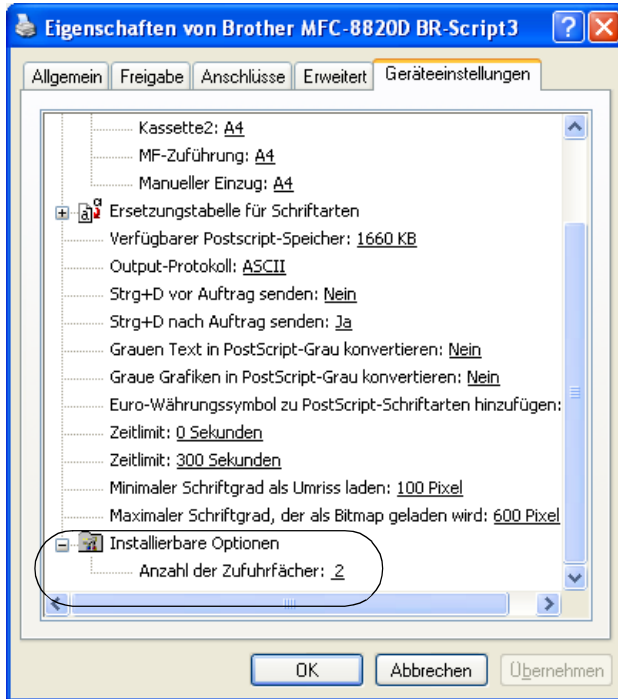 Eigenschaften von Brother MFC-8820D BR-Script3
Allgemein Freigabe Anschlüsse Erweitert Geräteeinstellungen
Kassette2: A4
MF-Zuführung: A4
Manueller Einzug: A4
Ersetzungstabelle für Schriftarten
Verfügbarer Postscript-Speicher: 1660 KB
Output-Protokoll: ASCII
Strg+D vor Auftrag senden: Nein
Strg+D nach Auftrag senden: Ja
Grauen Text in PostScript-Grau konvertieren: Nein
Graue Grafiken in PostScript-Grau konvertieren: Nein
Euro-Währungssymbol zu PostScript-Schriftarten hinzufügen:
Zeitlimit: 0 Sekunden
Zeitlimit: 300 Sekunden
Minimaler Schriftgrad als Umriss laden: 100 Pixel
Maximaler Schriftgrad, der als Bitmap geladen wird: 600 Pixel
Installierbare Optionen
Anzahl der Zufuhrfächer: 2
OK Abbrechen Übernehmen